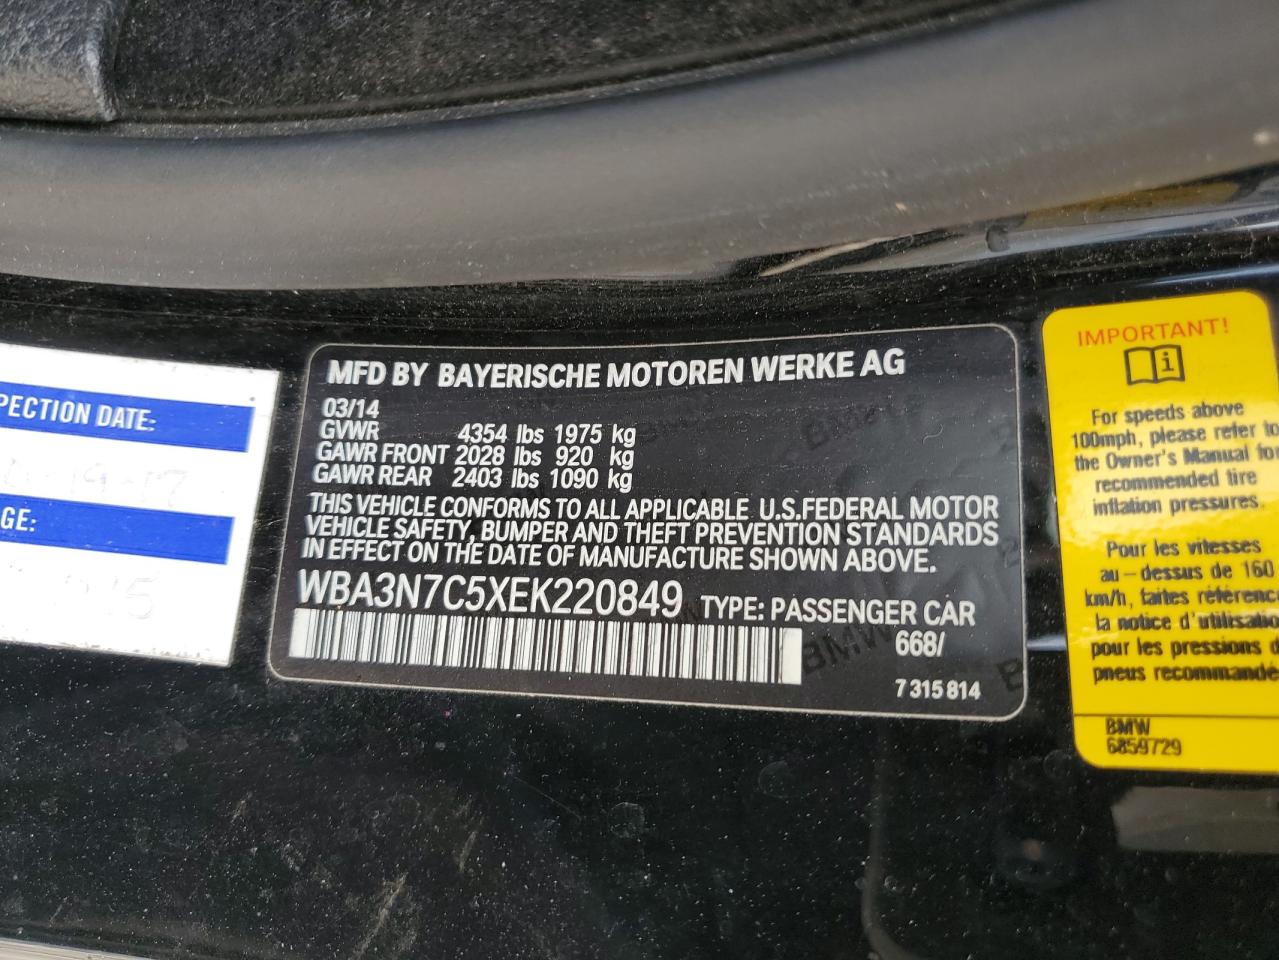 PECTION DATE:
GE:
MFD BY BAYERISCHE MOTOREN WERKE AG
03/14
GVWR 4354 lbs 1975 kg
GAWR FRONT 2028 lbs 920 kg
GAWR REAR 2403 lbs 1090 kg
THIS VEHICLE CONFORMS TO ALL APPLICABLE U.S.FEDERAL MOTOR
VEHICLE SAFETY, BUMPER AND THEFT PREVENTION STANDARDS
IN EFFECT ON THE DATE OF MANUFACTURE SHOWN ABOVE.
WBA3N7C5XEK220849 TYPE: PASSENGER CAR
668/
7 315 814
IMPORTANT!
For speeds above
100mph, please refer to
the Owner's Manual for
recommended tire
inflation pressures.
Pour les vitesses
au-dessus de 160
km/h, faites référenc
la notice d'utilisatio
pour les pressions d
pneus recommandé
BMW
6859729